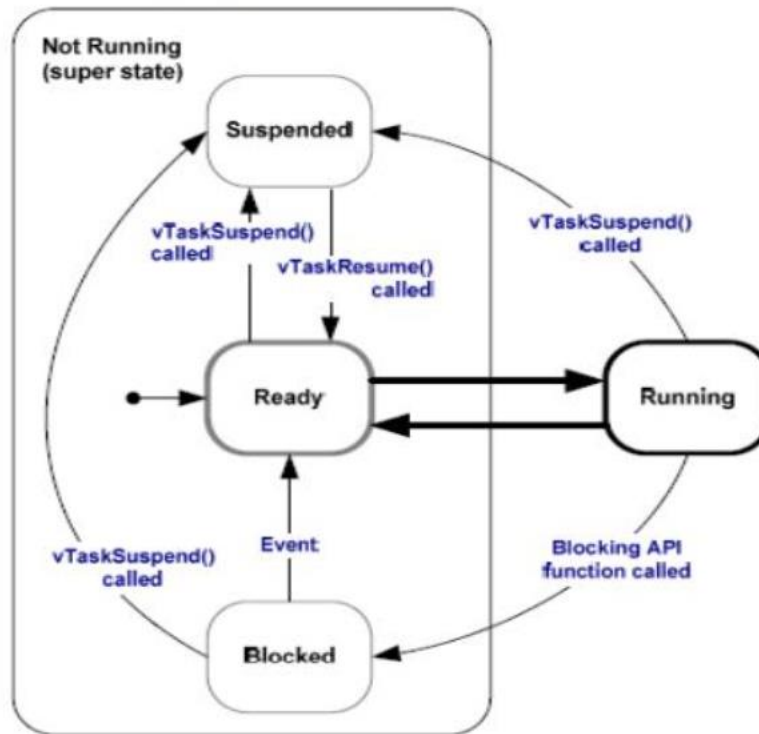 Not Running
(super state)
Suspended
vTaskSuspend()
called
vTaskResume()
called
vTaskSuspend()
called
Ready
Running
Event
vTaskSuspend()
called
Blocking API
function called
Blocked